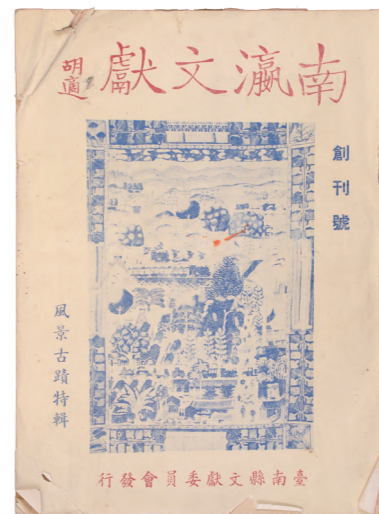 南瀛文獻
胡適
創刊號
風景古蹟特輯
臺南縣文獻委員會發行